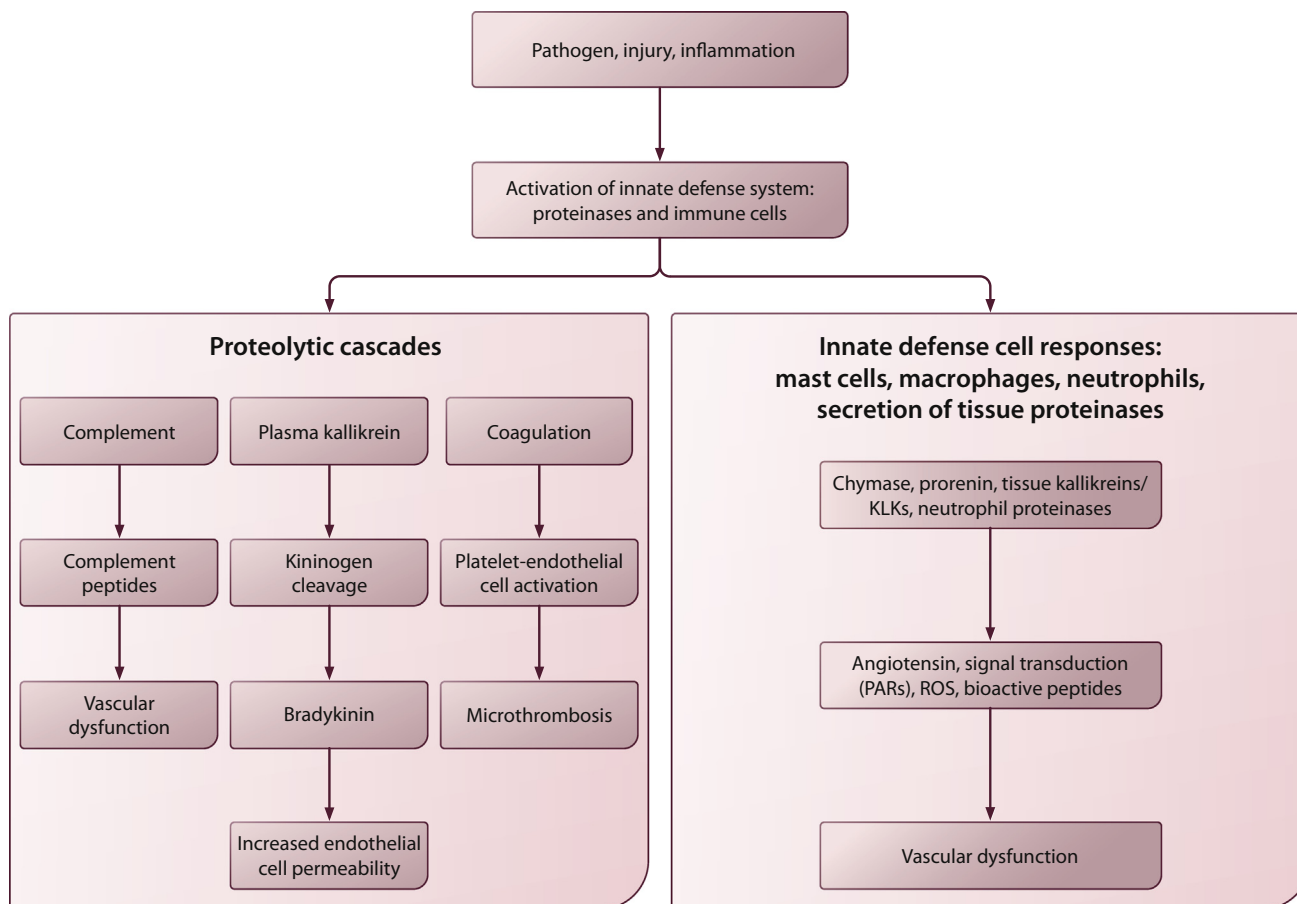 Pathogen, injury, inflammation
Activation of innate defense system:
proteinases and immune cells
Proteolytic cascades
Complement
Plasma kallikrein
Coagulation
Complement
peptides
Kininogen
cleavage
Platelet-endothelial
cell activation
Vascular
dysfunction
Bradykinin
Microthrombosis
Increased endothelial
cell permeability
Innate defense cell responses:
mast cells, macrophages, neutrophils,
secretion of tissue proteinases
Chymase, prorenin, tissue kallikreins/
KLKs, neutrophil proteinases
Angiotensin, signal transduction
(PARs), ROS, bioactive peptides
Vascular dysfunction